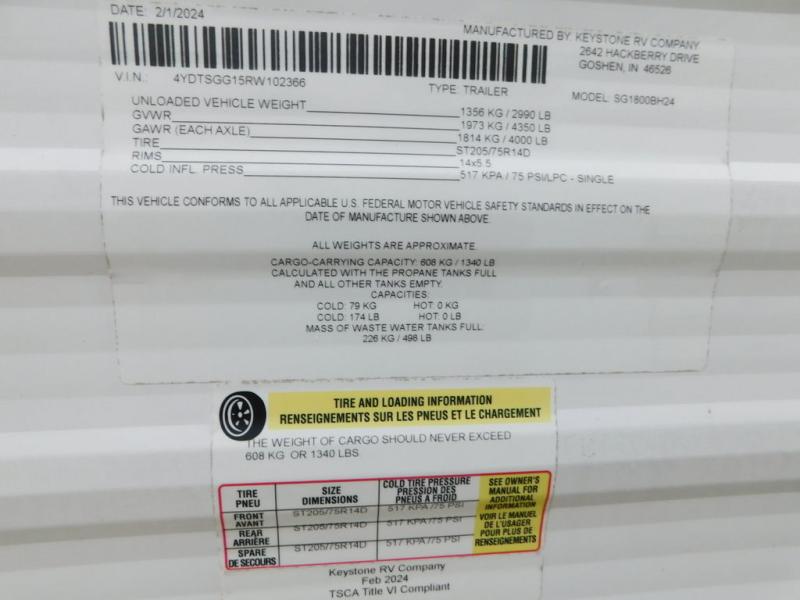 DATE: 2/1/2024
MANUFACTURED BY: KEYSTONE RV COMPANY
2642 HACKBERRY DRIVE
GOSHEN, IN 46526
V.I.N.: 4YDTSGG15RW102366
TYPE: TRAILER
MODEL: SG1800BH24
UNLOADED VEHICLE WEIGHT 1356 KG / 2990 LB
GVWR 1973 KG / 4350 LB
GAWR (EACH AXLE) 1814 KG / 4000 LB
TIRE ST205/75R14D
RIMS 14x5.5
COLD INFL. PRESS 517 KPA / 75 PSI/LPC - SINGLE
THIS VEHICLE CONFORMS TO ALL APPLICABLE U.S. FEDERAL MOTOR VEHICLE SAFETY STANDARDS IN EFFECT ON THE
DATE OF MANUFACTURE SHOWN ABOVE.
ALL WEIGHTS ARE APPROXIMATE.
CARGO-CARRYING CAPACITY: 608 KG / 1340 LB
CALCULATED WITH THE PROPANE TANKS FULL
AND ALL OTHER TANKS EMPTY.
CAPACITIES:
COLD: 79 KG HOT: 0 KG
COLD: 174 LB HOT: 0 LB
MASS OF WASTE WATER TANKS FULL:
226 KG / 498 LB
TIRE AND LOADING INFORMATION
RENSEIGNEMENTS SUR LES PNEUS ET LE CHARGEMENT
THE WEIGHT OF CARGO SHOULD NEVER EXCEED
608 KG OR 1340 LBS.
TIRE
PNEU
SIZE
DIMENSIONS
COLD TIRE PRESSURE
PRESSION DES
PNEUS A FROID
SEE OWNER'S
MANUAL FOR
ADDITIONAL
INFORMATION
VOIR LE MANUEL
DE L'USAGER
POUR PLUS DE
RENSEIGNEMENTS
FRONT
AVANT
ST205/75R14D
517 KPA /75 PSI
REAR
ARRIÈRE
ST205/75R14D
517 KPA /75 PSI
SPARE
DE SECOURS
ST205/75R14D
517 KPA /75 PSI
Keystone RV Company
Feb 2024
TSCA Title VI Compliant